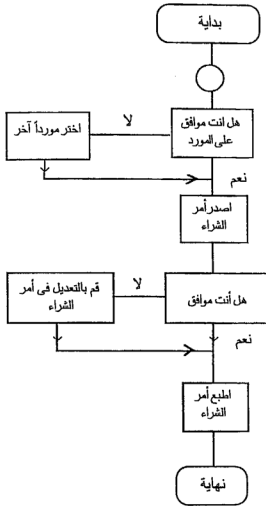 بداية
هل انت موافق
على المورد
لا
اختر مورداً آخر
نعم
اصدر أمر
الشراء
هل أنت موافق
لا
قم بالتعديل فى أمر
الشراء
نعم
اطبع أمر
الشراء
نهاية